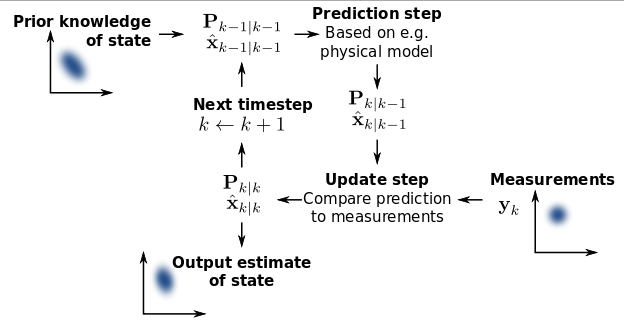 Prior knowledge
of state
P_{k−1|k−1}
x̂_{k−1|k−1}
Prediction step
Based on e.g.
physical model
P_{k|k−1}
x̂_{k|k−1}
Next timestep
k ← k + 1
P_{k|k}
x̂_{k|k}
Update step
Compare prediction
to measurements
Measurements
y_k
Output estimate
of state